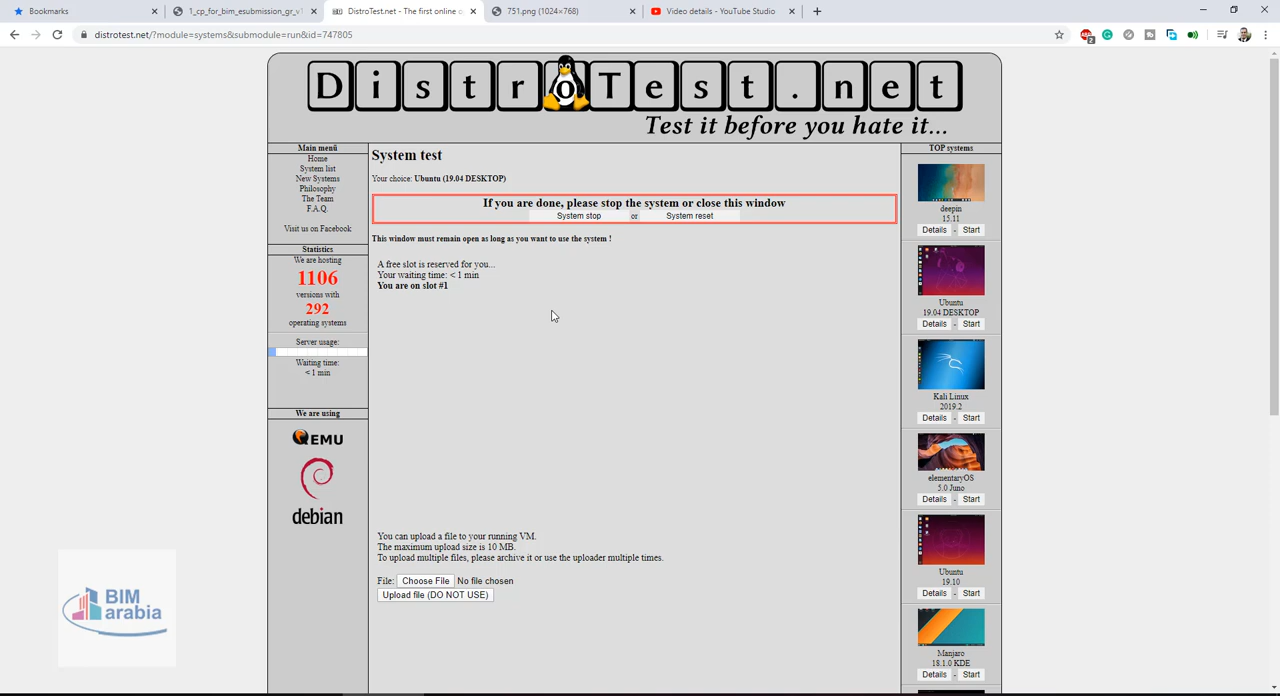 Bookmarks
1_cp_for_bim_esubmission_gr_v1
DistroTest.net - The first online o
751.png (1024×768)
Video details - YouTube Studio
distrotest.net/?module=systems&submodule=run&id=747805
2
DistroTest.net
Test it before you hate it...
Main menü
Home
System list
New Systems
Philosophy
The Team
F.A.Q.
Visit us on Facebook
Statistics
We are hosting
1106
versions with
292
operating systems
Server usage:
Waiting time:
< 1 min
We are using
QEMU
debian
System test
Your choice: Ubuntu (19.04 DESKTOP)
If you are done, please stop the system or close this window
System stop or System reset
This window must remain open as long as you want to use the system !
A free slot is reserved for you...
Your waiting time: < 1 min
You are on slot #1
You can upload a file to your running VM.
The maximum upload size is 10 MB.
To upload multiple files, please archive it or use the uploader multiple times.
File: Choose File No file chosen
Upload file (DO NOT USE)
TOP systems
deepin
15.11
Details - Start
Ubuntu
19.04 DESKTOP
Details - Start
Kali Linux
2019.2
Details - Start
elementaryOS
5.0 Juno
Details - Start
Ubuntu
19.10
Details - Start
Manjaro
18.1.0 KDE
Details - Start
BIM
arabia